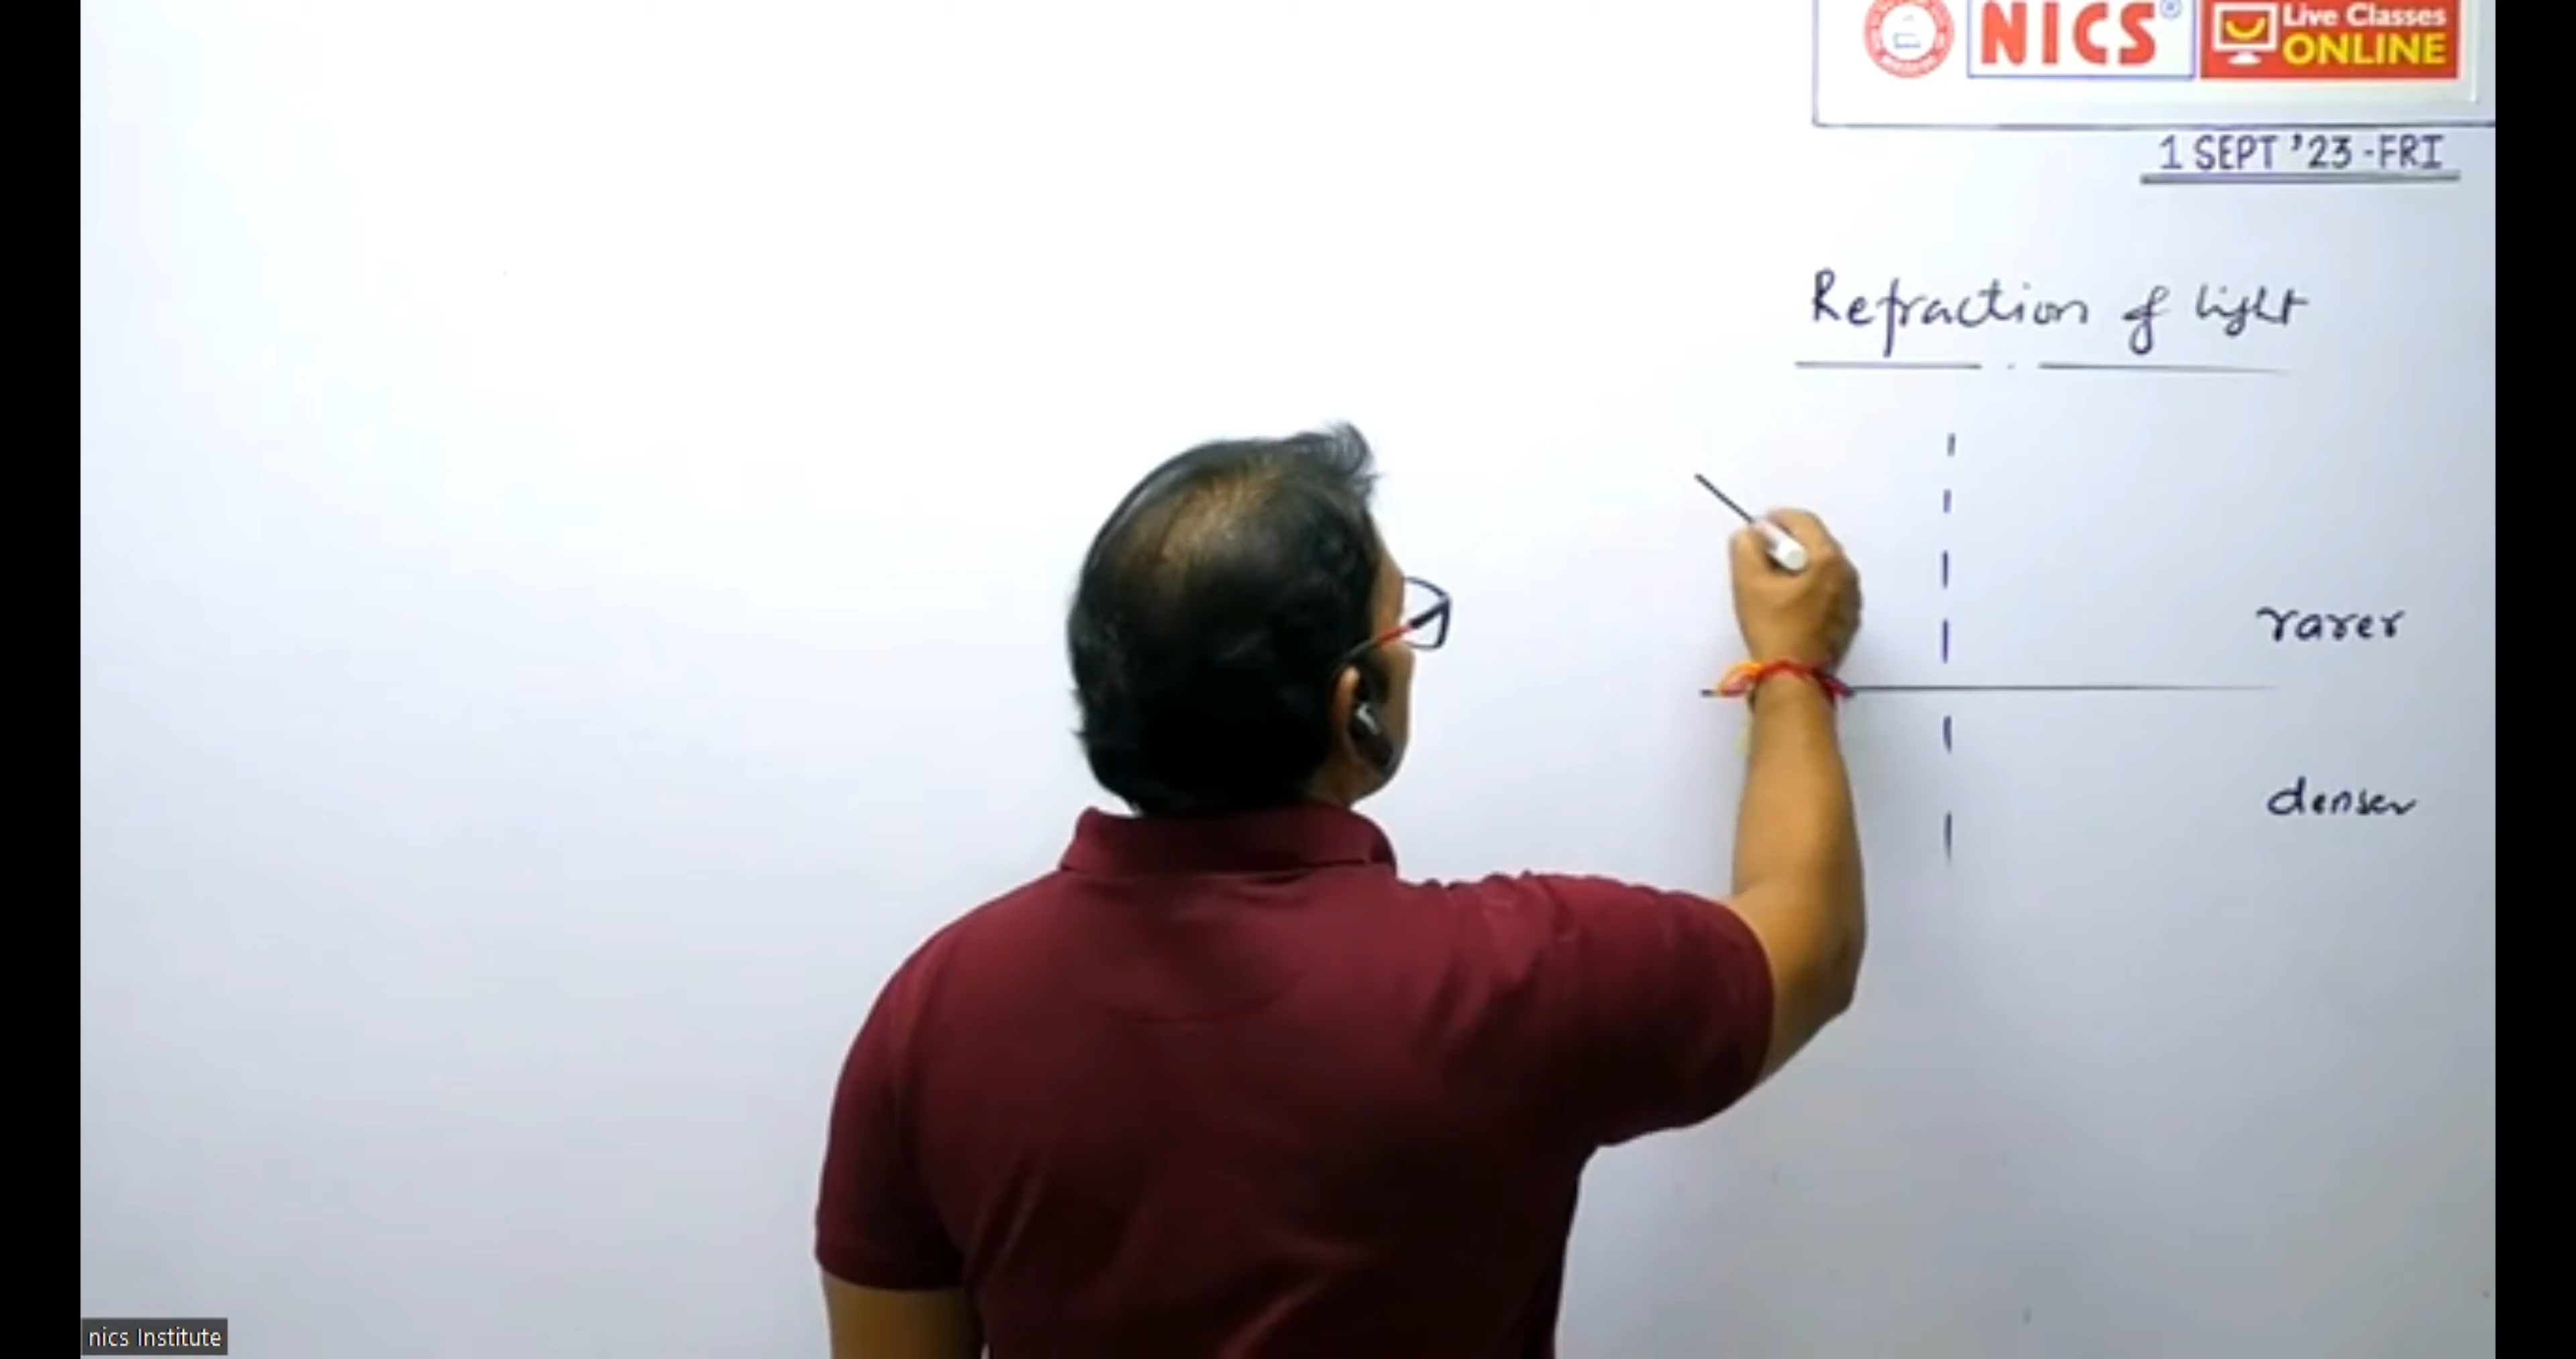 NICS®
Live Classes
ONLINE
1 SEPT '23 - FRI
Refraction of light
rarer
denser
nics Institute